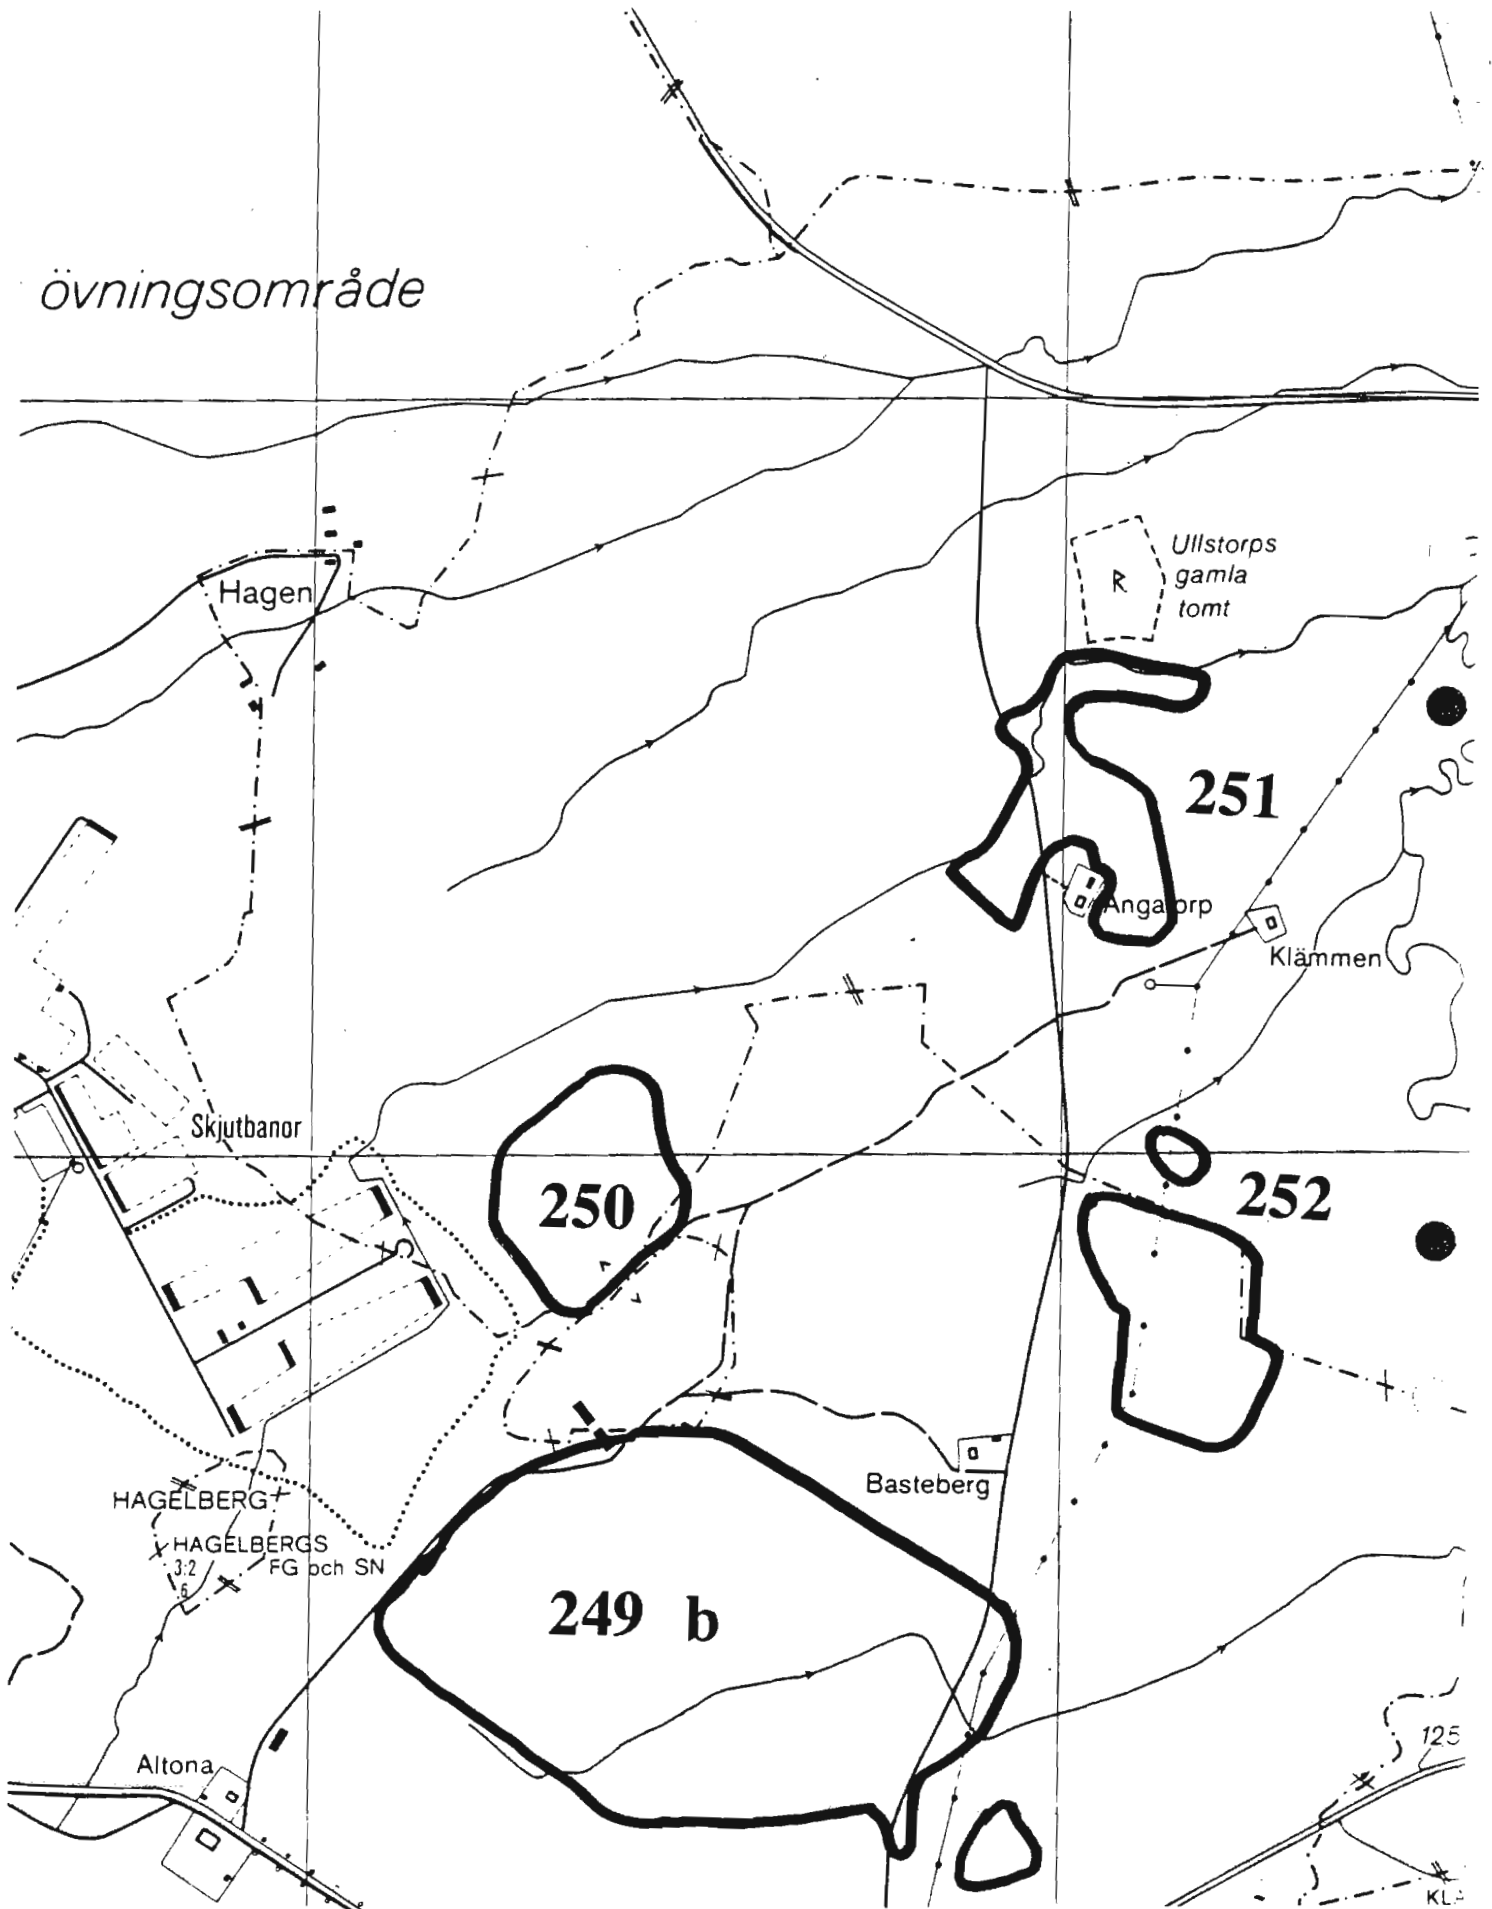 övningsområde
Ullstorps
gamla
tomt
R
Hagen
251
Klämmen
Skjutbanor
250
252
Basteberg
HAGELBERG
HAGELBERGS
3:2
FG och SN
6
249 b
125
Altona